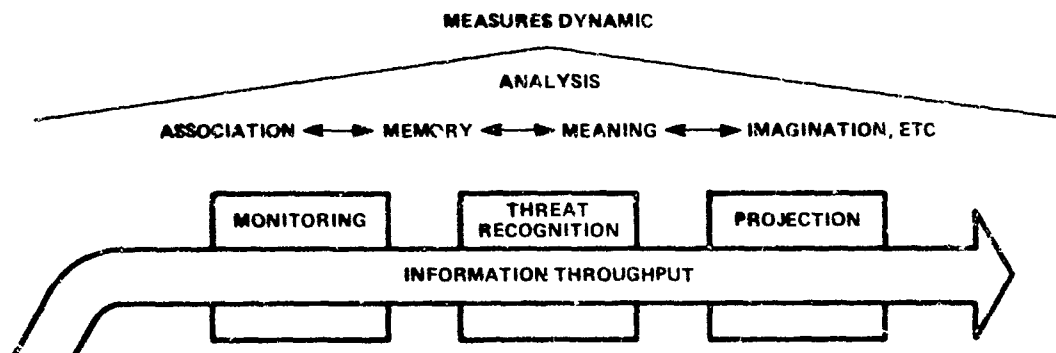 MEASURES DYNAMIC
ANALYSIS
ASSOCIATION ↔ MEMORY ↔ MEANING ↔ IMAGINATION, ETC
MONITORING
THREAT
RECOGNITION
PROJECTION
INFORMATION THROUGHPUT